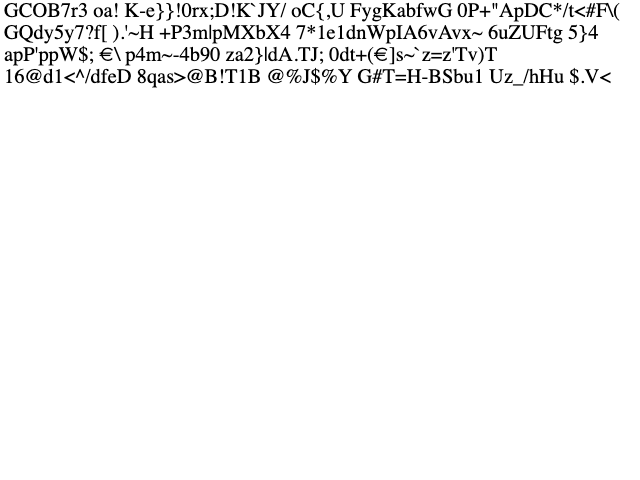 GCOB7r3 oa! K-e}}!0rx;D!K`JY/ oC{,U FygKabfwG 0P+"ApDC*/t<#F\(
GQdy5y7?f[ ).'~H +P3m|pMXbX4 7*1e1dnWpIA6vAvx~ 6uZUFtg 5}4
apP'ppW$; €\ p4m~-4b90 za2}|dA.TJ; 0dt+(€]s~`z=z'Tv)T
16@d1<^/dfeD 8qas>@B!T1B @%J$%Y G#T=H-BSbu1 Uz_/hHu $.V<